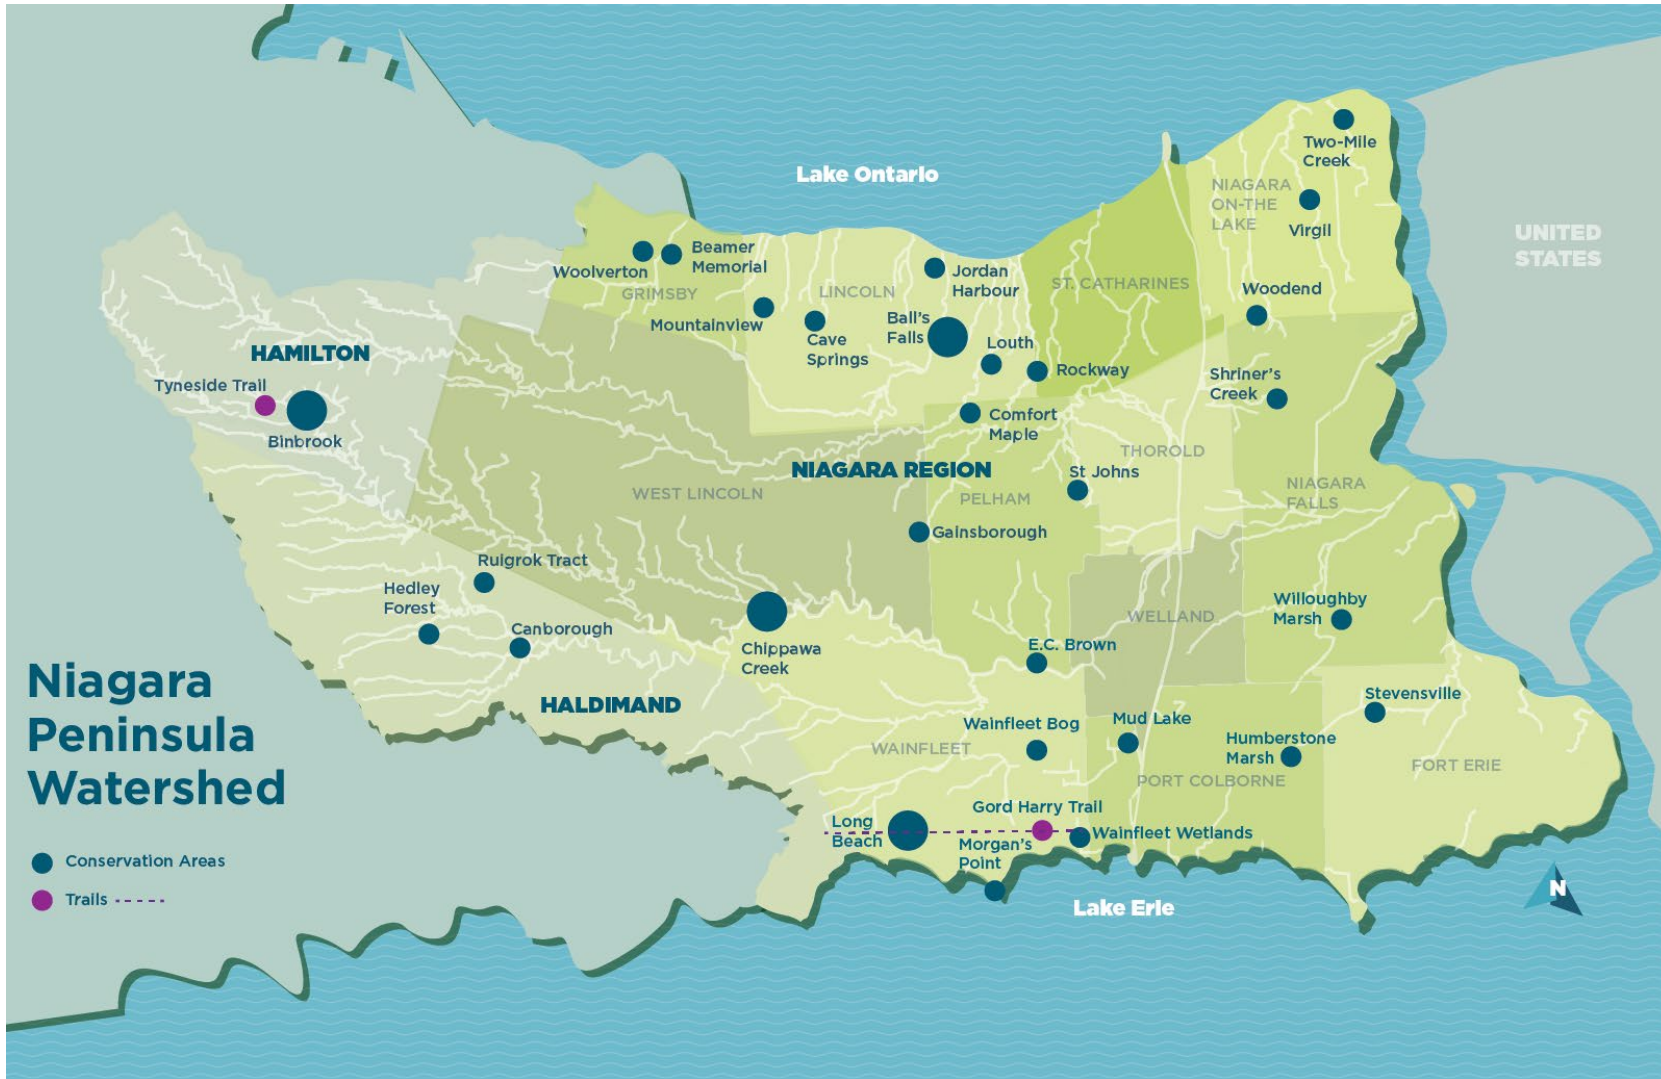 Lake Ontario
Two-Mile
Creek
NIAGARA
ON-THE
LAKE
Virgil
UNITED
STATES
Beamer
Memorial
Woolverton
GRIMSBY
Jordan
Harbour
LINCOLN
ST. CATHARINES
Woodend
Mountainview
Ball's
Falls
Cave
Springs
Louth
HAMILTON
Rockway
Shriner's
Creek
Tyneside Trail
Binbrook
Comfort
Maple
THOROLD
NIAGARA REGION
St Johns
WEST LINCOLN
PELHAM
NIAGARA
FALLS
Gainsborough
Ruigrok Tract
Hedley
Forest
Canborough
Willoughby
Marsh
WELLAND
Chippawa
Creek
E.C. Brown
Niagara
Peninsula
Watershed
HALDIMAND
Stevensville
Wainfleet Bog
Mud Lake
WAINFLEET
Humberstone
Marsh
FORT ERIE
PORT COLBORNE
Gord Harry Trail
Long
Beach
Wainfleet Wetlands
Morgan's
Point
Conservation Areas
Trails
Lake Erie
N